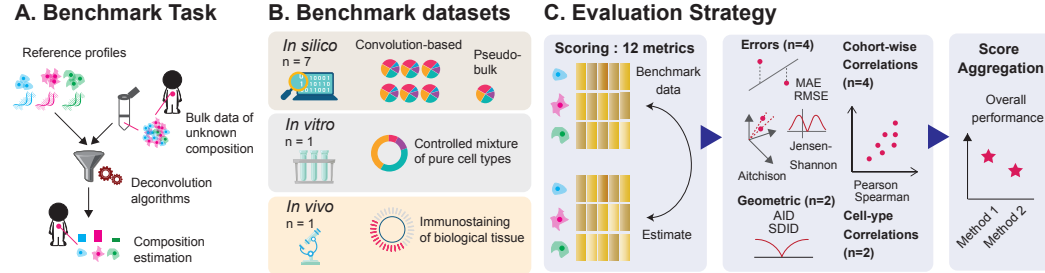 A. Benchmark Task
Reference profiles
Bulk data of
unknown
composition
Deconvolution
algorithms
Composition
estimation
B. Benchmark datasets
In silico
n = 7
Convolution-based
Pseudo-
bulk
In vitro
n = 1
Controlled mixture
of pure cell types
In vivo
n = 1
Immunostaining
of biological tissue
C. Evaluation Strategy
Scoring : 12 metrics
Benchmark
data
Estimate
Errors (n=4)
MAE
RMSE
Aitchison
Jensen-
Shannon
Geometric (n=2)
AID
SDID
Cohort-wise
Correlations
(n=4)
Pearson
Spearman
Cell-ype
Correlations
(n=2)
Score
Aggregation
Overall
performance
Method 1
Method 2